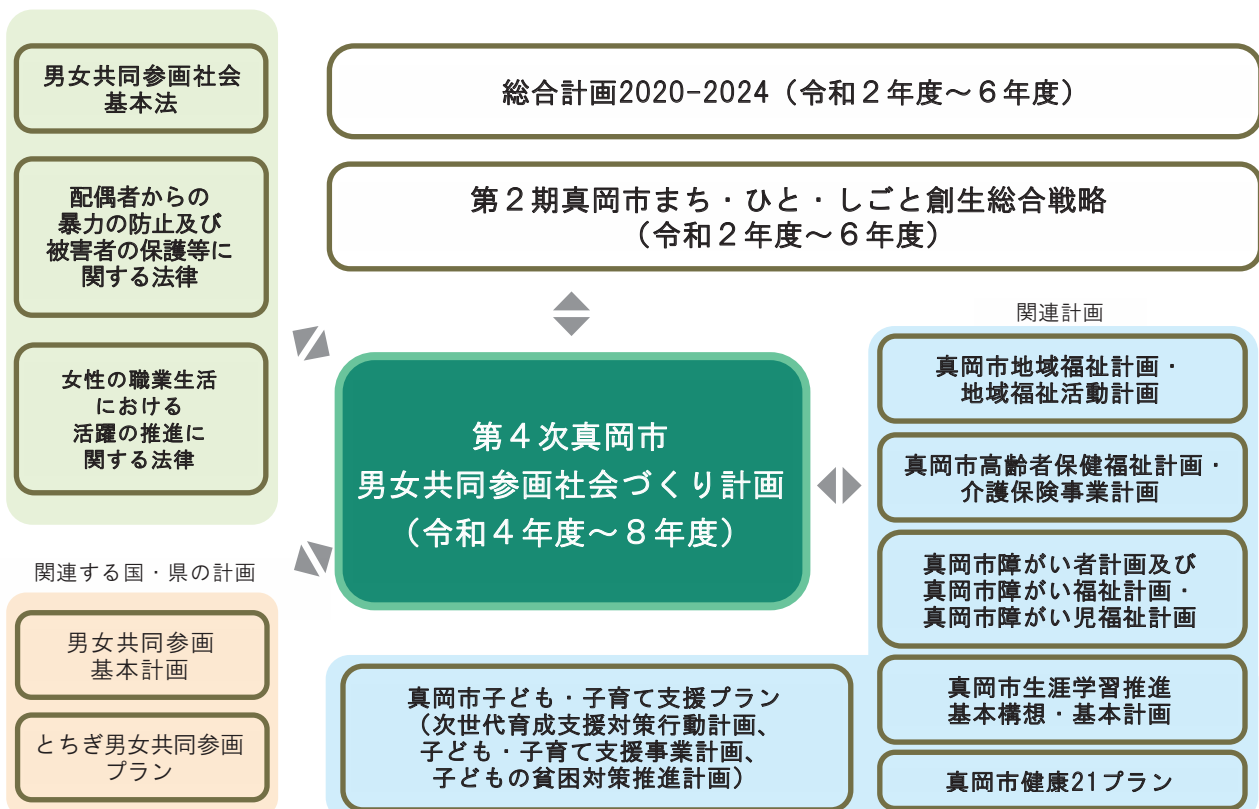 男女共同参画社会
基本法
配偶者からの
暴力の防止及び
被害者の保護等に
関する法律
女性の職業生活
における
活躍の推進に
関する法律
関連する国・県の計画
男女共同参画
基本計画
とちぎ男女共同参画
プラン
総合計画2020-2024（令和２年度～６年度）
第２期真岡市まち・ひと・しごと創生総合戦略
（令和２年度～６年度）
第４次真岡市
男女共同参画社会づくり計画
（令和４年度～８年度）
関連計画
真岡市地域福祉計画・
地域福祉活動計画
真岡市高齢者保健福祉計画・
介護保険事業計画
真岡市障がい者計画及び
真岡市障がい福祉計画・
真岡市障がい児福祉計画
真岡市生涯学習推進
基本構想・基本計画
真岡市健康21プラン
真岡市子ども・子育て支援プラン
（次世代育成支援対策行動計画、
子ども・子育て支援事業計画、
子どもの貧困対策推進計画）